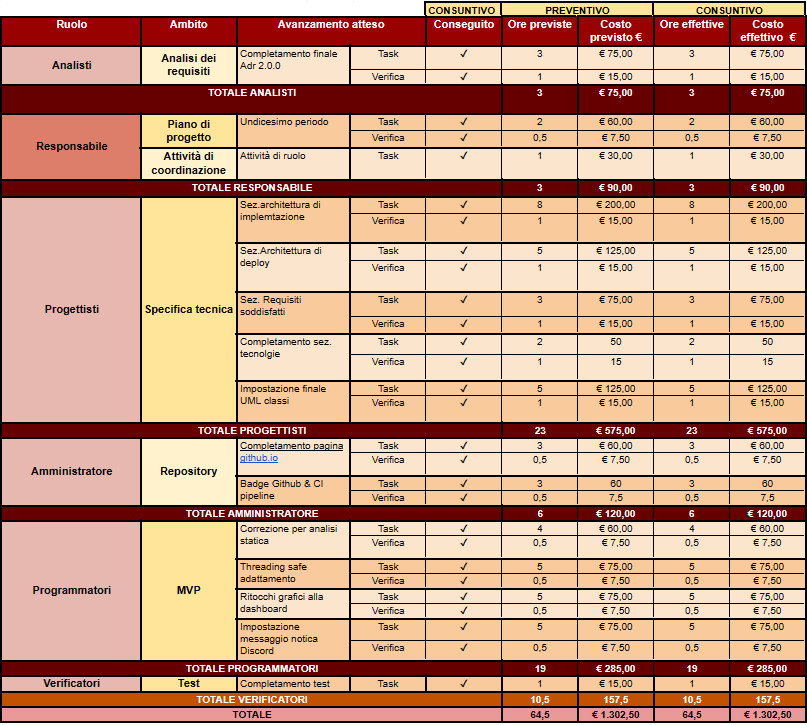 CONSUNTIVO PREVENTIVO CONSUNTIVO
Ruolo Ambito Avanzamento atteso Conseguito Ore previste Costo Ore effettive Costo
previsto € effettivo €
Analisti Analisi dei requisiti Completamento finale Task ✓ 3 € 75,00 3 € 75,00
Adr 2.0.0
Verifica ✓ 1 € 15,00 1 € 15,00
TOTALE ANALISTI 3 € 75,00 3 € 75,00
Responsabile Piano di progetto Undicesimo periodo Task ✓ 2 € 60,00 2 € 60,00
Verifica ✓ 0,5 € 7,50 0,5 € 7,50
Attività di coordinazione Attività di ruolo Task ✓ 1 € 30,00 1 € 30,00
TOTALE RESPONSABILE 3 € 90,00 3 € 90,00
Progettisti Specifica tecnica Sez.architettura di Task ✓ 8 € 200,00 8 € 200,00
implemtazione Verifica ✓ 1 € 15,00 1 € 15,00
Sez.Architettura di Task ✓ 5 € 125,00 5 € 125,00
deploy Verifica ✓ 1 € 15,00 1 € 15,00
Sez. Requisiti Task ✓ 3 € 75,00 3 € 75,00
soddisfatti Verifica ✓ 1 € 15,00 1 € 15,00
Completamento sez. Task ✓ 2 50 2 50
tecnolgie Verifica ✓ 1 15 1 15
Impostazione finale Task ✓ 5 € 125,00 5 € 125,00
UML classi Verifica ✓ 1 € 15,00 1 € 15,00
TOTALE PROGETTISTI 23 € 575,00 23 € 575,00
Amministratore Repository Completamento pagina Task ✓ 3 € 60,00 3 € 60,00
github.io Verifica ✓ 0,5 € 7,50 0,5 € 7,50
Badge Github & CI Task ✓ 3 60 3 60
pipeline Verifica ✓ 0,5 7,5 0,5 7,5
TOTALE AMMINISTRATORE 6 € 120,00 6 € 120,00
Programmatori MVP Correzione per analisi Task ✓ 4 € 60,00 4 € 60,00
statica Verifica ✓ 0,5 € 7,50 0,5 € 7,50
Threading safe Task ✓ 5 € 75,00 5 € 75,00
adattamento Verifica ✓ 0,5 € 7,50 0,5 € 7,50
Ritocchi grafici alla Task ✓ 5 € 75,00 5 € 75,00
dashboard Verifica ✓ 0,5 € 7,50 0,5 € 7,50
Impostazione Task ✓ 5 € 75,00 5 € 75,00
messaggio notica
Discord Verifica ✓ 0,5 € 7,50 0,5 € 7,50
TOTALE PROGRAMMATORI 19 € 285,00 19 € 285,00
Verificatori Test Completamento test Task ✓ 1 € 15,00 1 € 15,00
TOTALE VERIFICATORI 10,5 157,5 10,5 157,5
TOTALE 64,5 € 1.302,50 64,5 € 1.302,50